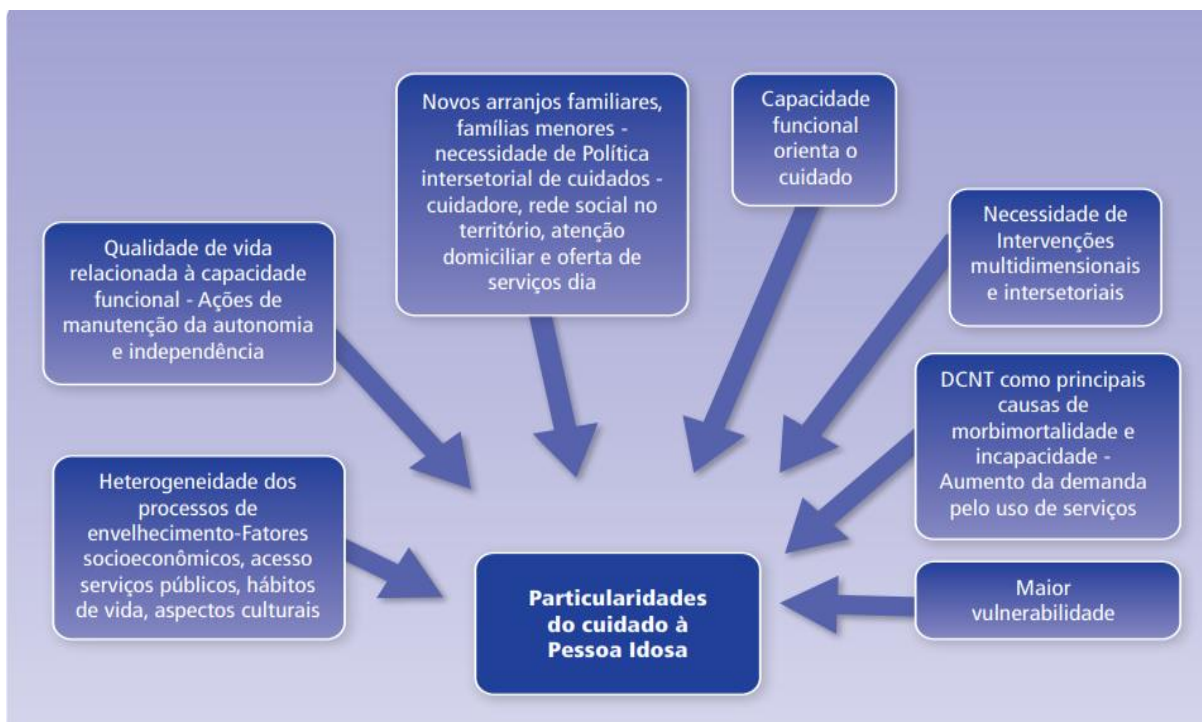 Novos arranjos familiares,
famílias menores -
necessidade de Política
intersetorial de cuidados -
cuidadore, rede social no
território, atenção
domiciliar e oferta de
serviços dia
Capacidade
funcional
orienta o
cuidado
Qualidade de vida
relacionada à capacidade
funcional - Ações de
manutenção da autonomia
e independência
Necessidade de
Intervenções
multidimensionais
e intersetoriais
Heterogeneidade dos
processos de
envelhecimento-Fatores
socioeconômicos, acesso
serviços públicos, hábitos
de vida, aspectos culturais
DCNT como principais
causas de
morbimortalidade e
incapacidade -
Aumento da demanda
pelo uso de serviços
Particularidades
do cuidado à
Pessoa Idosa
Maior
vulnerabilidade